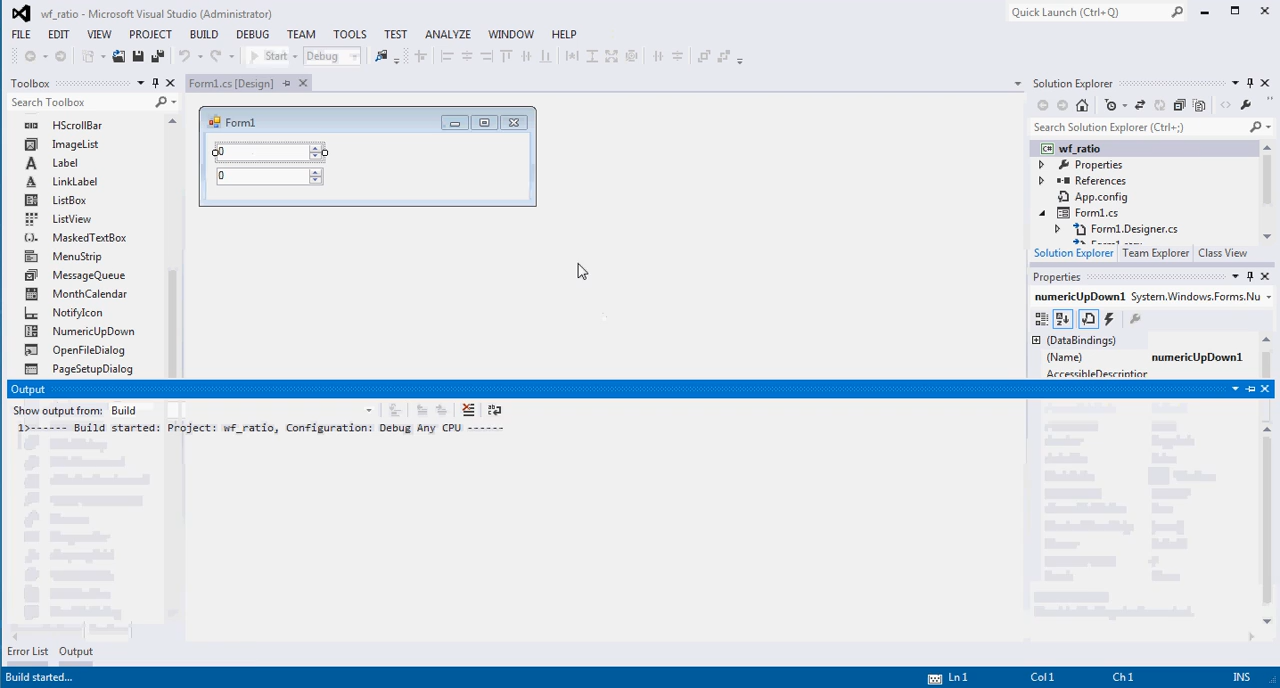 wf_ratio - Microsoft Visual Studio (Administrator)
Quick Launch (Ctrl+Q)
FILE EDIT VIEW PROJECT BUILD DEBUG TEAM TOOLS TEST ANALYZE WINDOW HELP
Start Debug
Toolbox
Search Toolbox
HScrollBar
ImageList
Label
LinkLabel
ListBox
ListView
MaskedTextBox
MenuStrip
MessageQueue
MonthCalendar
NotifyIcon
NumericUpDown
OpenFileDialog
PageSetupDialog
Form1.cs [Design]
Form1
0
0
Solution Explorer
Search Solution Explorer (Ctrl+;)
wf_ratio
Properties
References
App.config
Form1.cs
Form1.Designer.cs
Solution Explorer Team Explorer Class View
Properties
numericUpDown1 System.Windows.Forms.Nu
(DataBindings)
(Name) numericUpDown1
AccessibleDescription
Output
Show output from: Build
1>------ Build started: Project: wf_ratio, Configuration: Debug Any CPU ------
Error List Output
Build started... Ln 1 Col 1 Ch 1 INS